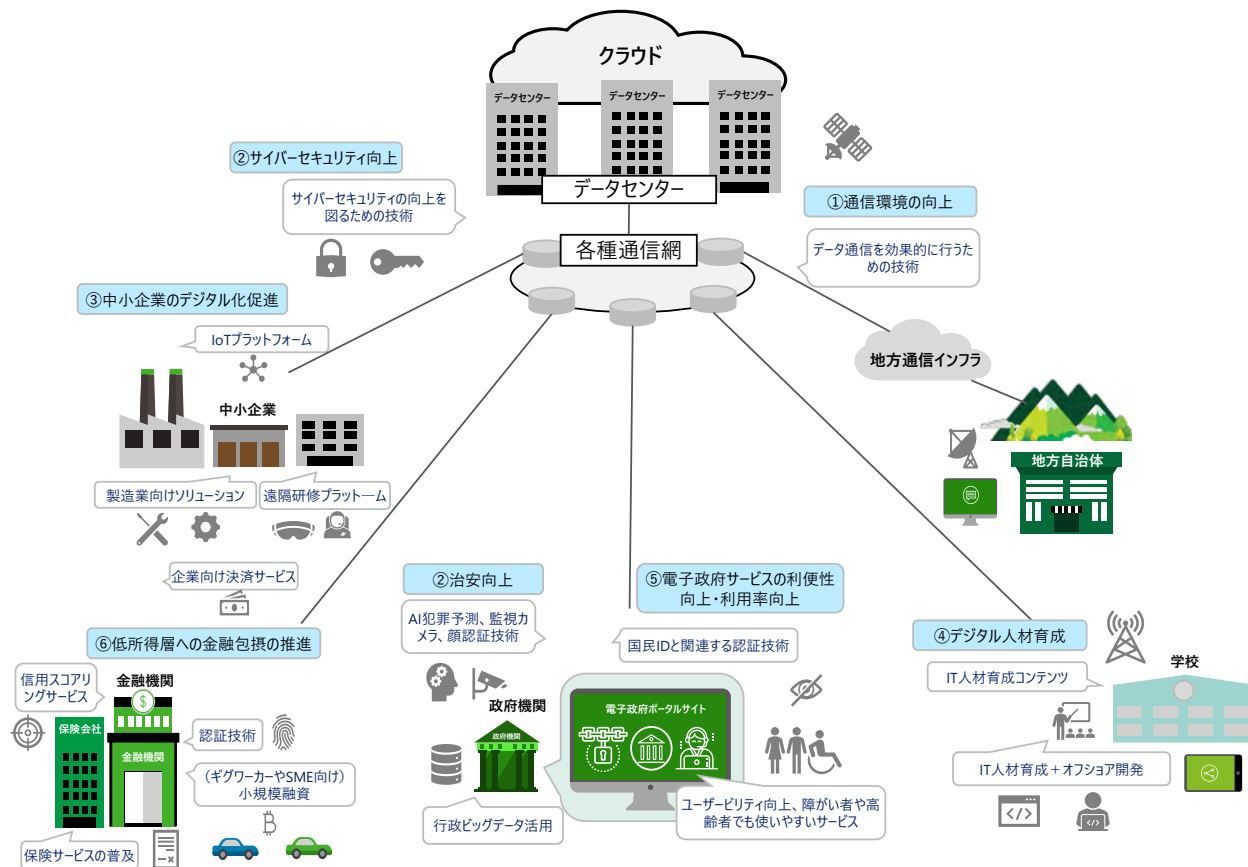 クラウド
データセンター
データセンター
データセンター
データセンター
②サイバーセキュリティ向上
サイバーセキュリティの向上を
図るための技術
①通信環境の向上
データ通信を効果的に行うた
めの技術
各種通信網
③中小企業のデジタル化促進
IoTプラットフォーム
中小企業
製造業向けソリューション
遠隔研修プラットーム
地方通信インフラ
地方自治体
企業向け決済サービス
②治安向上
AI犯罪予測、監視カ
メラ、顔認証技術
⑤電子政府サービスの利便性
向上・利用率向上
国民IDと関連する認証技術
④デジタル人材育成
IT人材育成コンテンツ
学校
IT人材育成＋オフショア開発
</>
</>
⑥低所得層への金融包摂の推進
信用スコアリ
ングサービス
金融機関
$
保険会社
金融機関
認証技術
（ギグワーカーやSME向け）
小規模融資
保険サービスの普及
政府機関
政府機関
行政ビッグデータ活用
電子政府ポータルサイト
ユーザービリティ向上、障がい者や高
齢者でも使いやすいサービス